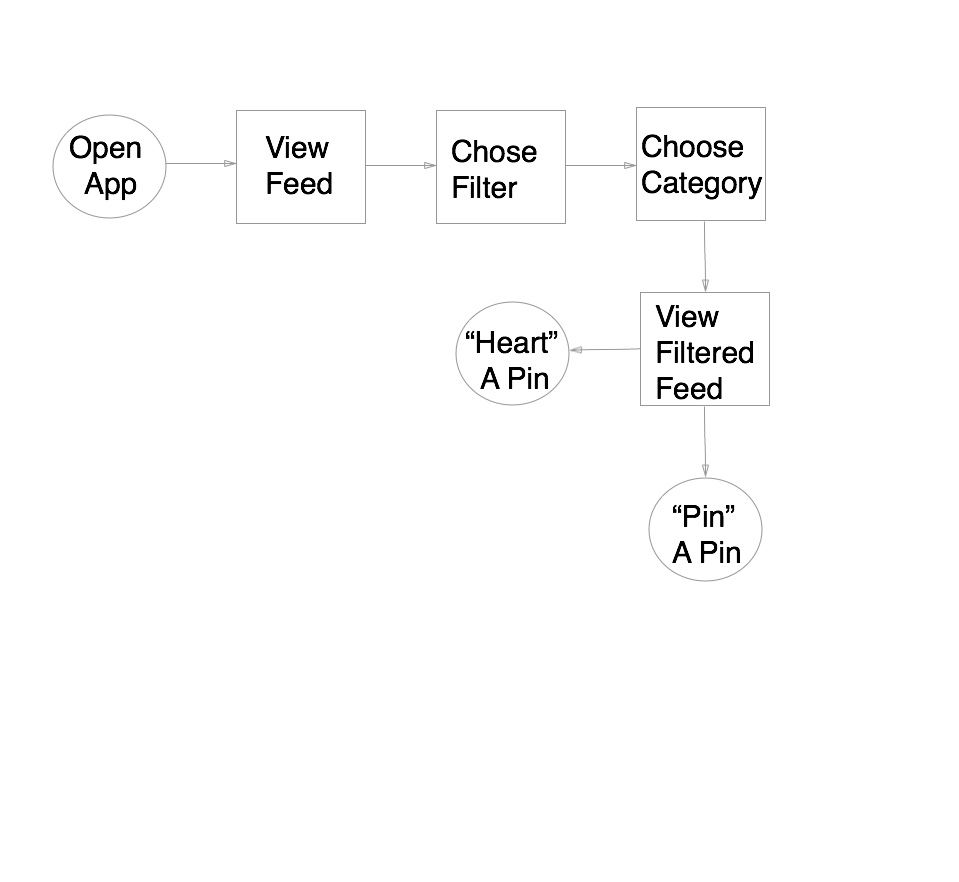 Open
App
View
Feed
Chose
Filter
Choose
Category
View
Filtered
Feed
“Heart”
A Pin
“Pin”
A Pin